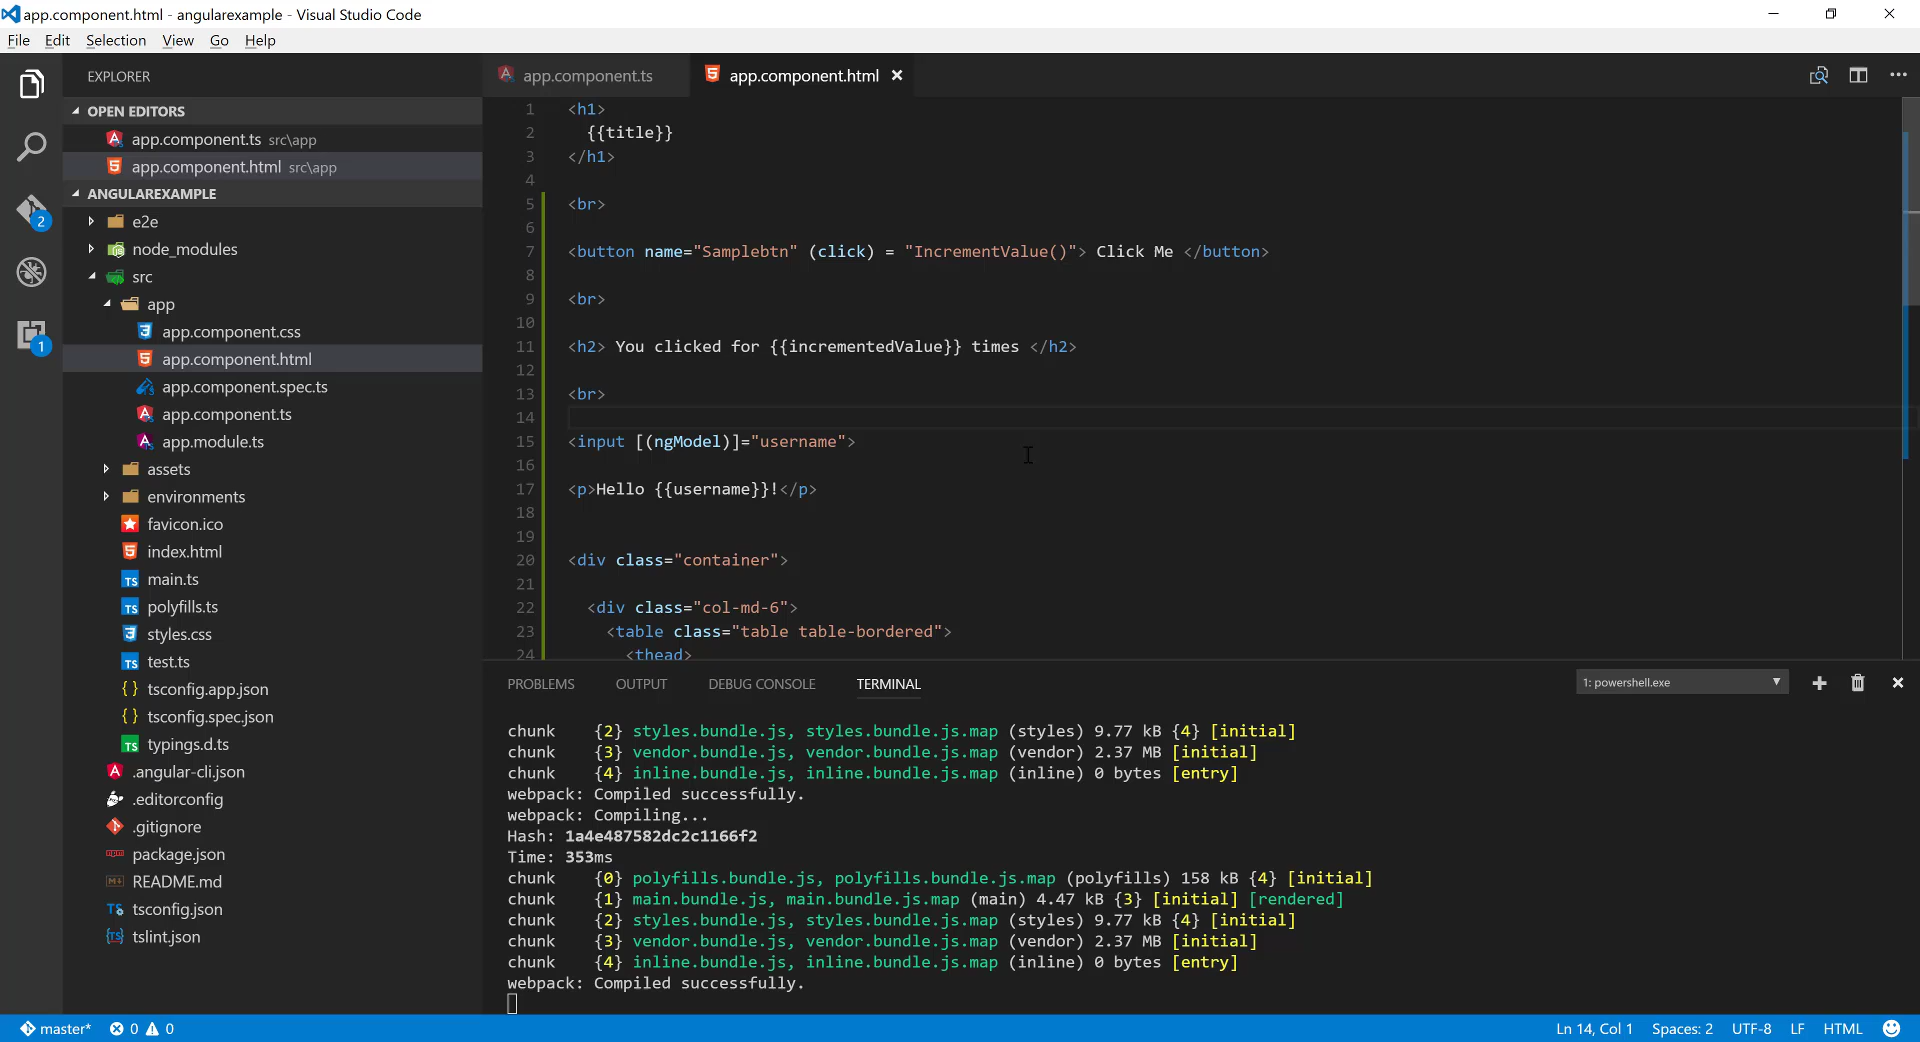 app.component.html - angularexample - Visual Studio Code
File Edit Selection View Go Help
EXPLORER
OPEN EDITORS
app.component.ts src\app
app.component.html src\app
ANGULAREXAMPLE
e2e
node_modules
src
app
app.component.css
app.component.html
app.component.spec.ts
app.component.ts
app.module.ts
assets
environments
favicon.ico
index.html
main.ts
polyfills.ts
styles.css
test.ts
tsconfig.app.json
tsconfig.spec.json
typings.d.ts
.angular-cli.json
.editorconfig
.gitignore
package.json
README.md
tsconfig.json
tslint.json
2
1
app.component.ts app.component.html
1 <h1>
2 {{title}}
3 </h1>
4
5 <br>
6
7 <button name="Samplebtn" (click) = "IncrementValue()"> Click Me </button>
8
9 <br>
10
11 <h2> You clicked for {{incrementedValue}} times </h2>
12
13 <br>
14
15 <input [(ngModel)]="username">
16
17 <p>Hello {{username}}!</p>
18
19
20 <div class="container">
21
22 <div class="col-md-6">
23 <table class="table table-bordered">
24 <thead>
PROBLEMS OUTPUT DEBUG CONSOLE TERMINAL 1: powershell.exe
chunk {2} styles.bundle.js, styles.bundle.js.map (styles) 9.77 kB {4} [initial]
chunk {3} vendor.bundle.js, vendor.bundle.js.map (vendor) 2.37 MB [initial]
chunk {4} inline.bundle.js, inline.bundle.js.map (inline) 0 bytes [entry]
webpack: Compiled successfully.
webpack: Compiling...
Hash: 1a4e487582dc2c1166f2
Time: 353ms
chunk {0} polyfills.bundle.js, polyfills.bundle.js.map (polyfills) 158 kB {4} [initial]
chunk {1} main.bundle.js, main.bundle.js.map (main) 4.47 kB {3} [initial] [rendered]
chunk {2} styles.bundle.js, styles.bundle.js.map (styles) 9.77 kB {4} [initial]
chunk {3} vendor.bundle.js, vendor.bundle.js.map (vendor) 2.37 MB [initial]
chunk {4} inline.bundle.js, inline.bundle.js.map (inline) 0 bytes [entry]
webpack: Compiled successfully.
master* 0 0 Ln 14, Col 1 Spaces: 2 UTF-8 LF HTML